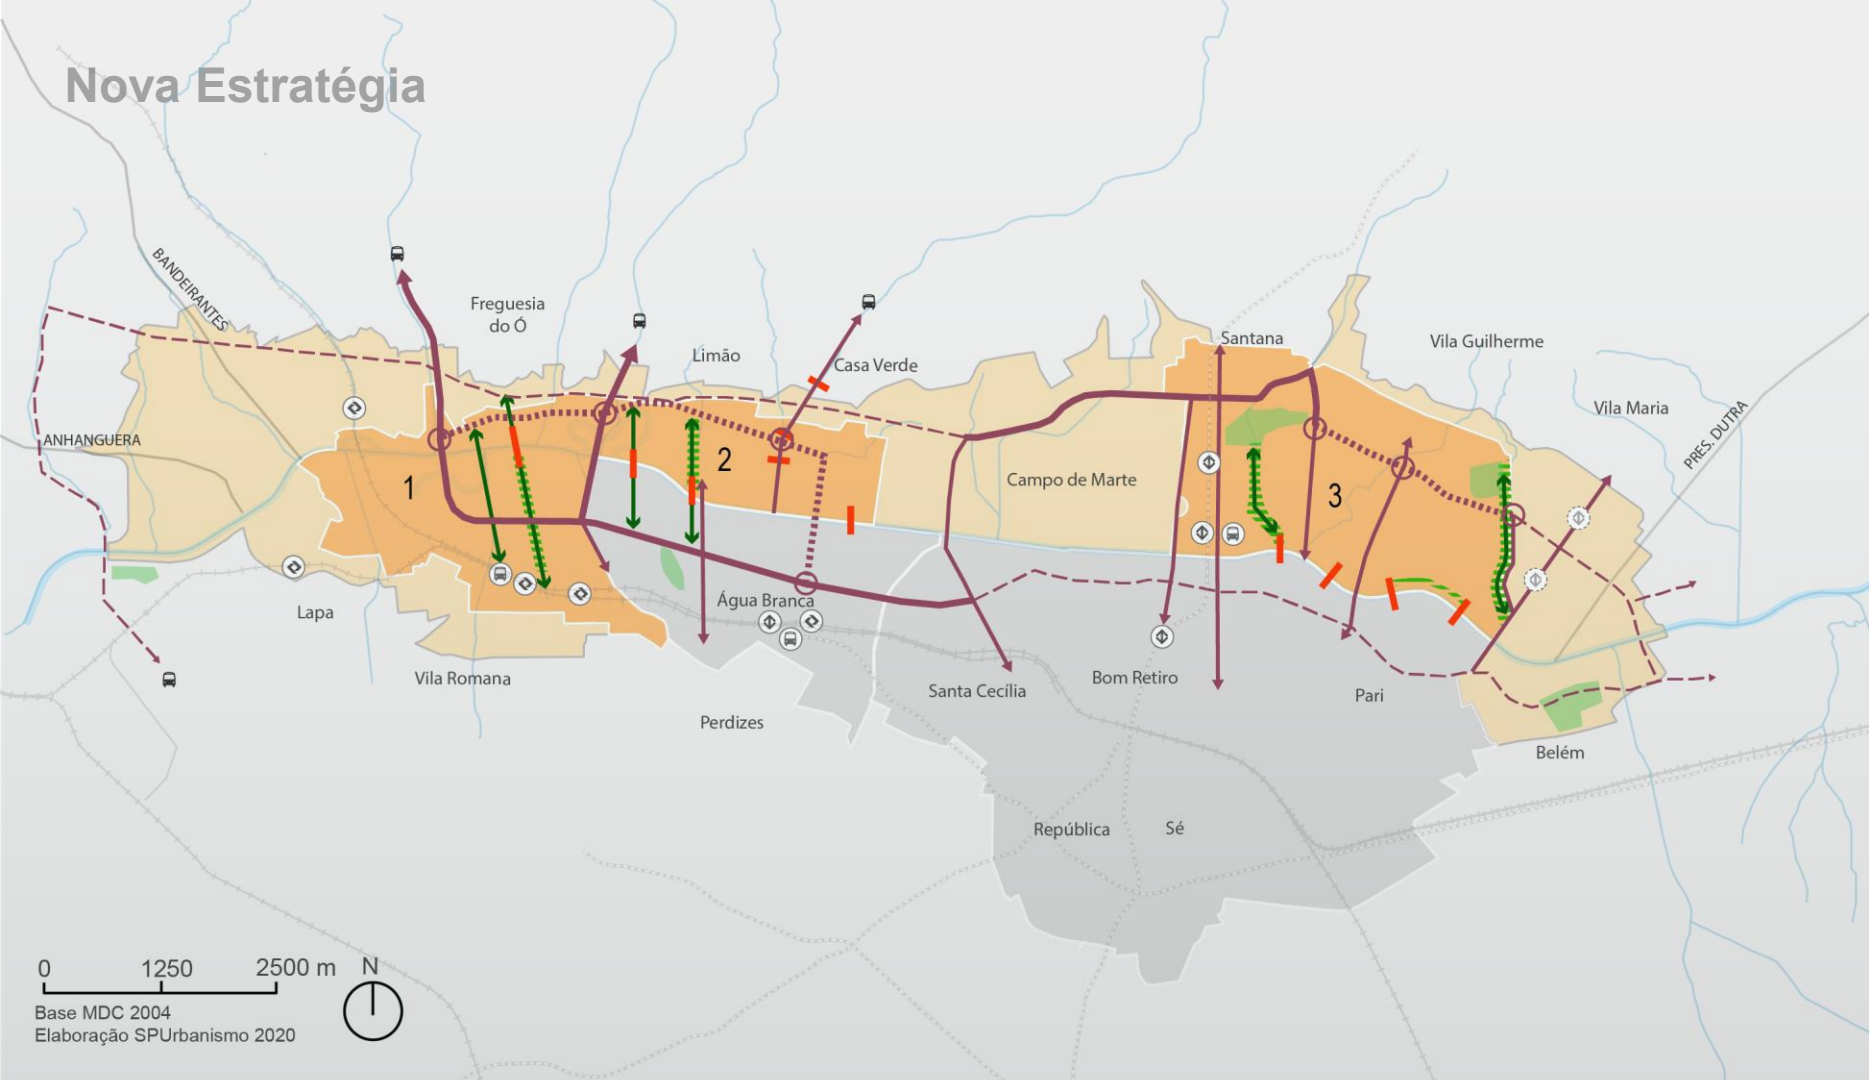 Nova Estratégia
BANDEIRANTES
Freguesia
do Ó
Limão
Casa Verde
Santana
Vila Guilherme
Vila Maria
PRES. DUTRA
ANHANGUERA
1
2
3
Campo de Marte
Lapa
Água Branca
Vila Romana
Perdizes
Santa Cecília
Bom Retiro
Pari
Belém
República
Sé
0 1250 2500 m N
Base MDC 2004
Elaboração SPUrbanismo 2020